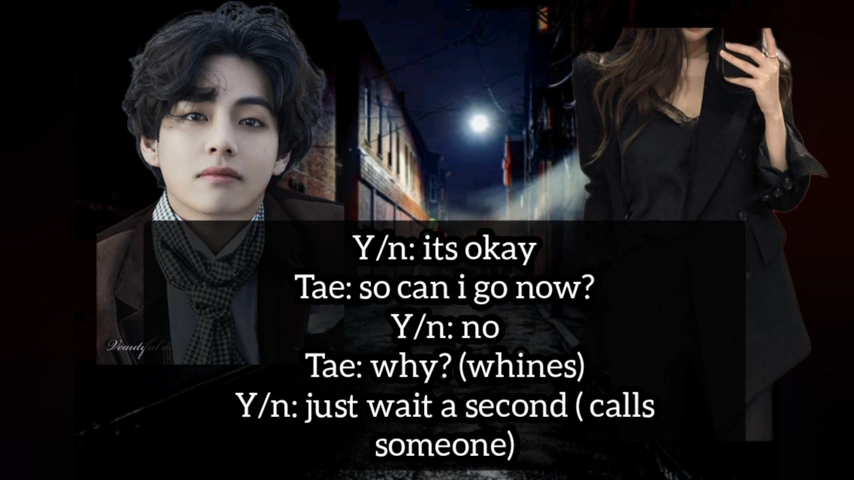 Y/n: its okay
Tae: so can i go now?
Y/n: no
Tae: why? (whines)
Y/n: just wait a second ( calls
someone)